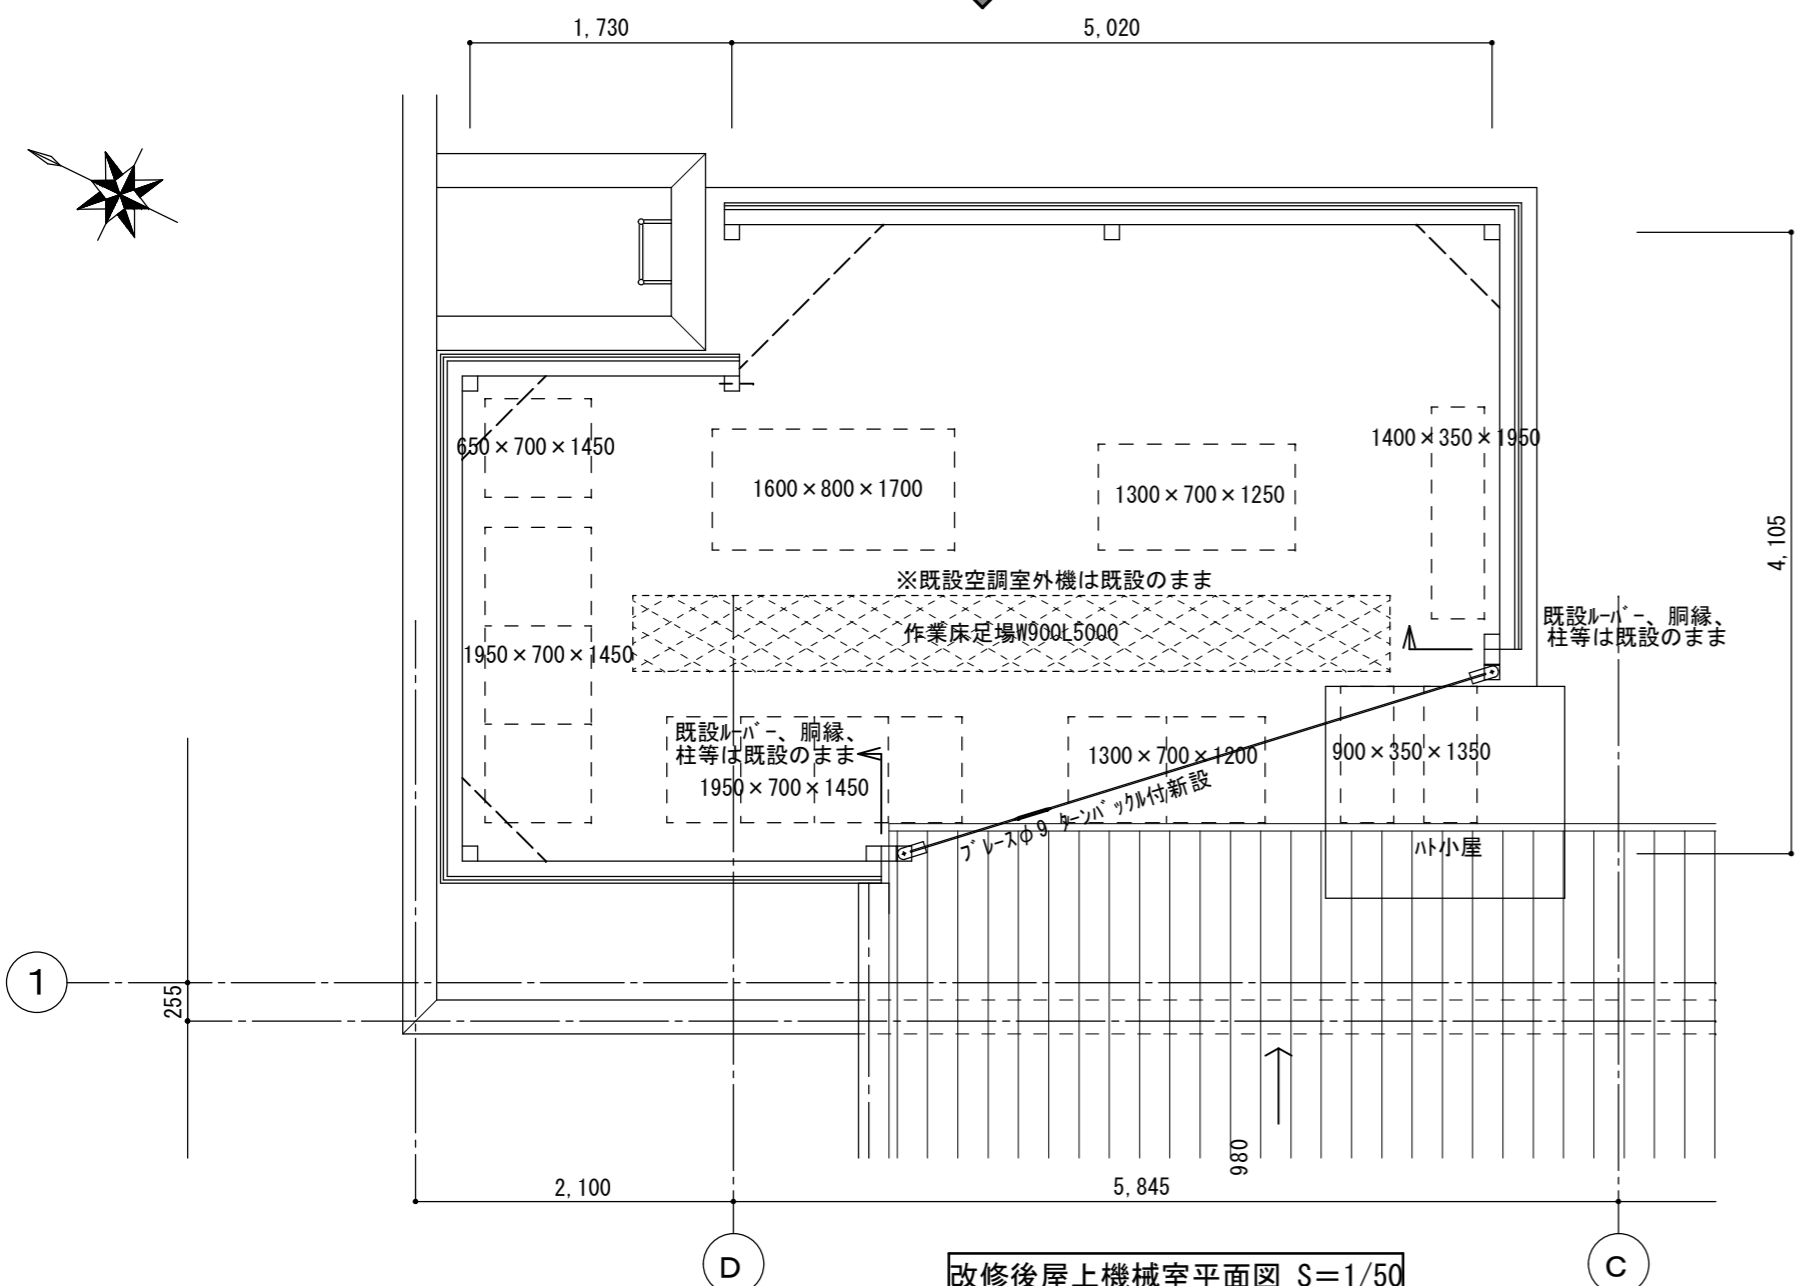 1,730
5,020
4,105
650×700×1450
1600×800×1700
1300×700×1250
1400×350×1950
※既設空調室外機は既設のまま
作業床足場W900L5000
既設ﾙｰﾊﾞｰ、胴縁、
柱等は既設のまま
1950×700×1450
既設ﾙｰﾊﾞｰ、胴縁、
柱等は既設のまま
1950×700×1450
1300×700×1200
900×350×1350
ﾌﾞﾚｰｽφ9 ﾀｰﾝﾊﾞｯｸﾙ付新設
ﾊﾄ小屋
1
255
980
2,100
5,845
D
C
改修後屋上機械室平面図 S=1/50